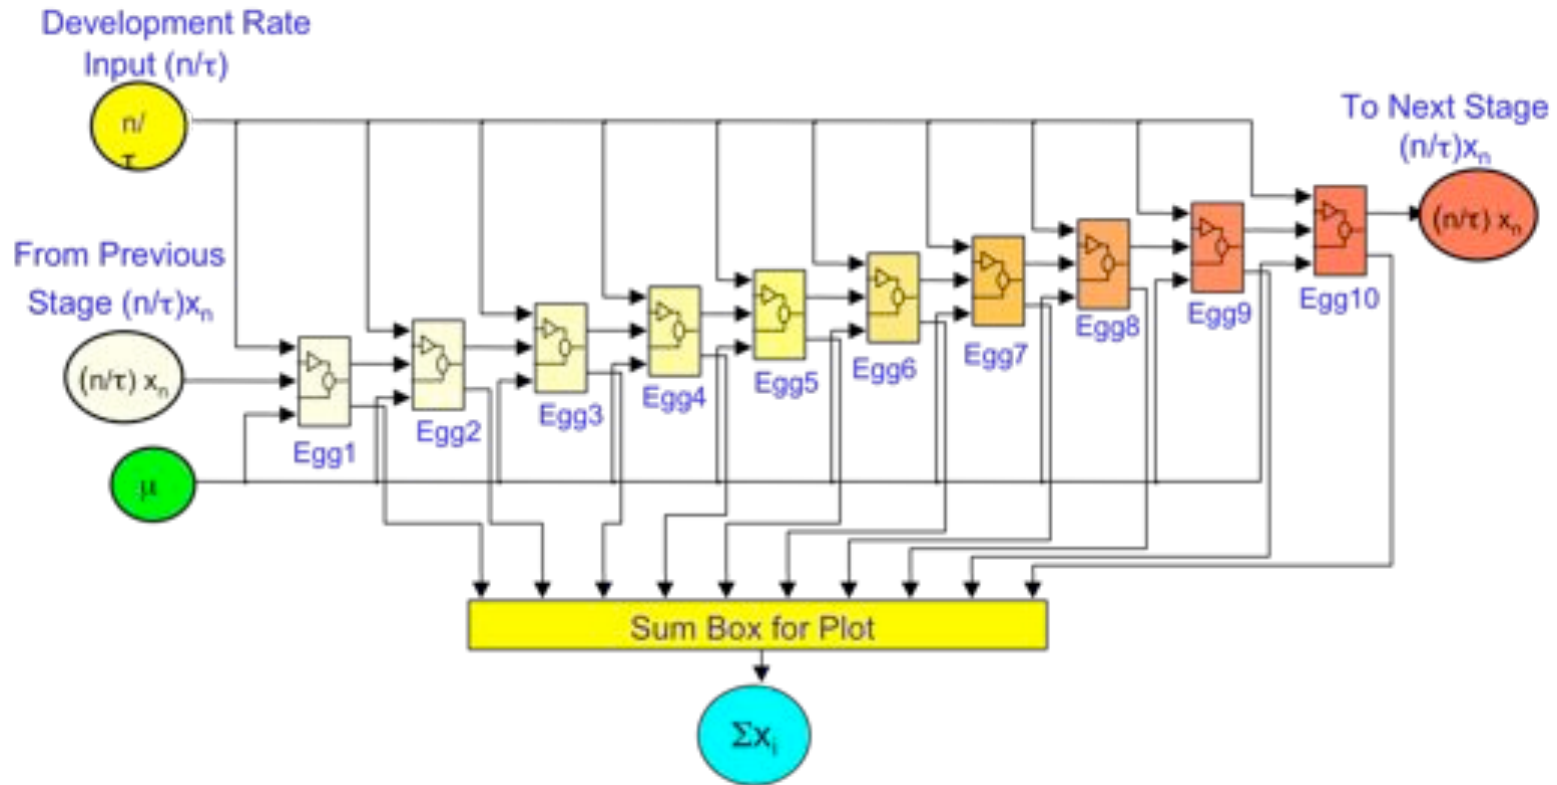 Development Rate
Input (n/τ)
n/
τ
To Next Stage
(n/τ)xₙ
(n/τ) xₙ
From Previous
Stage (n/τ)xₙ
(n/τ) xₙ
μ
Egg1
Egg2
Egg3
Egg4
Egg5
Egg6
Egg7
Egg8
Egg9
Egg10
Sum Box for Plot
Σxᵢ